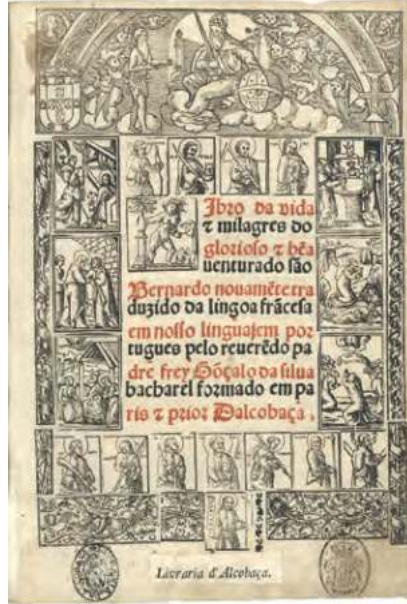 Ibro da vida
⁊ milagres do
glorioso ⁊ bẽa
uenturado são
Bernardo nouamẽte tra
duzido da lingoa frãcesa
em nosso linguajem por
tugues pelo reuerẽdo pa
dre frey Gõçalo da silua
bacharel formado em pa
ris ⁊ prior Dalcobaça.
Livraria d'Alcobaça.